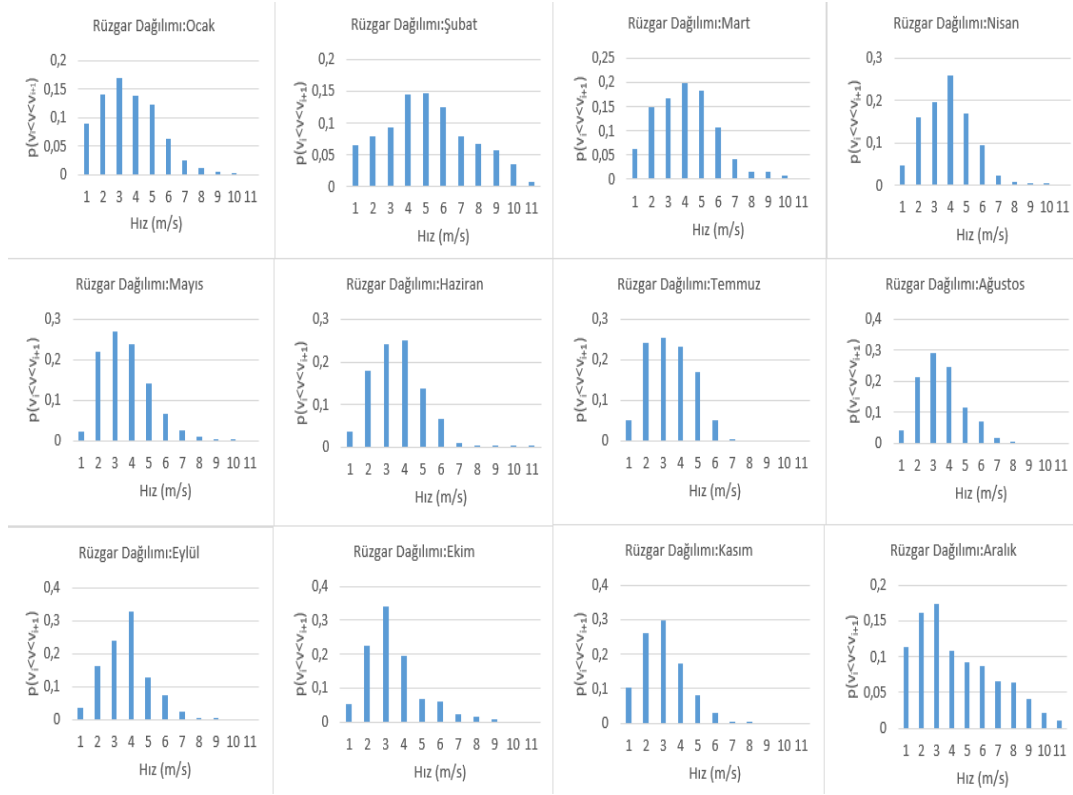 Rüzgar Dağılımı:Ocak
p(vᵢ<v<vᵢ₊₁)
0,2
0,15
0,1
0,05
0
1 2 3 4 5 6 7 8 9 10 11
Hız (m/s)
Rüzgar Dağılımı:Şubat
p(vᵢ<v<vᵢ₊₁)
0,2
0,15
0,1
0,05
0
1 2 3 4 5 6 7 8 9 10 11
Hız (m/s)
Rüzgar Dağılımı:Mart
p(vᵢ<v<vᵢ₊₁)
0,25
0,2
0,15
0,1
0,05
0
1 2 3 4 5 6 7 8 9 10 11
Hız (m/s)
Rüzgar Dağılımı:Nisan
p(vᵢ<v<vᵢ₊₁)
0,3
0,2
0,1
0
1 2 3 4 5 6 7 8 9 10 11
Hız (m/s)
Rüzgar Dağılımı:Mayıs
p(vᵢ<v<vᵢ₊₁)
0,3
0,2
0,1
0
1 2 3 4 5 6 7 8 9 10 11
Hız (m/s)
Rüzgar Dağılımı:Haziran
p(vᵢ<v<vᵢ₊₁)
0,3
0,2
0,1
0
1 2 3 4 5 6 7 8 9 10 11
Hız (m/s)
Rüzgar Dağılımı:Temmuz
p(vᵢ<v<vᵢ₊₁)
0,3
0,2
0,1
0
1 2 3 4 5 6 7 8 9 10 11
Hız (m/s)
Rüzgar Dağılımı:Ağustos
p(vᵢ<v<vᵢ₊₁)
0,4
0,3
0,2
0,1
0
1 2 3 4 5 6 7 8 9 10 11
Hız (m/s)
Rüzgar Dağılımı:Eylül
p(vᵢ<v<vᵢ₊₁)
0,4
0,3
0,2
0,1
0
1 2 3 4 5 6 7 8 9 10 11
Hız (m/s)
Rüzgar Dağılımı:Ekim
p(vᵢ<v<vᵢ₊₁)
0,4
0,3
0,2
0,1
0
1 2 3 4 5 6 7 8 9 10 11
Hız (m/s)
Rüzgar Dağılımı:Kasım
p(vᵢ<v<vᵢ₊₁)
0,4
0,3
0,2
0,1
0
1 2 3 4 5 6 7 8 9 10 11
Hız (m/s)
Rüzgar Dağılımı:Aralık
p(vᵢ<v<vᵢ₊₁)
0,2
0,15
0,1
0,05
0
1 2 3 4 5 6 7 8 9 10 11
Hız (m/s)